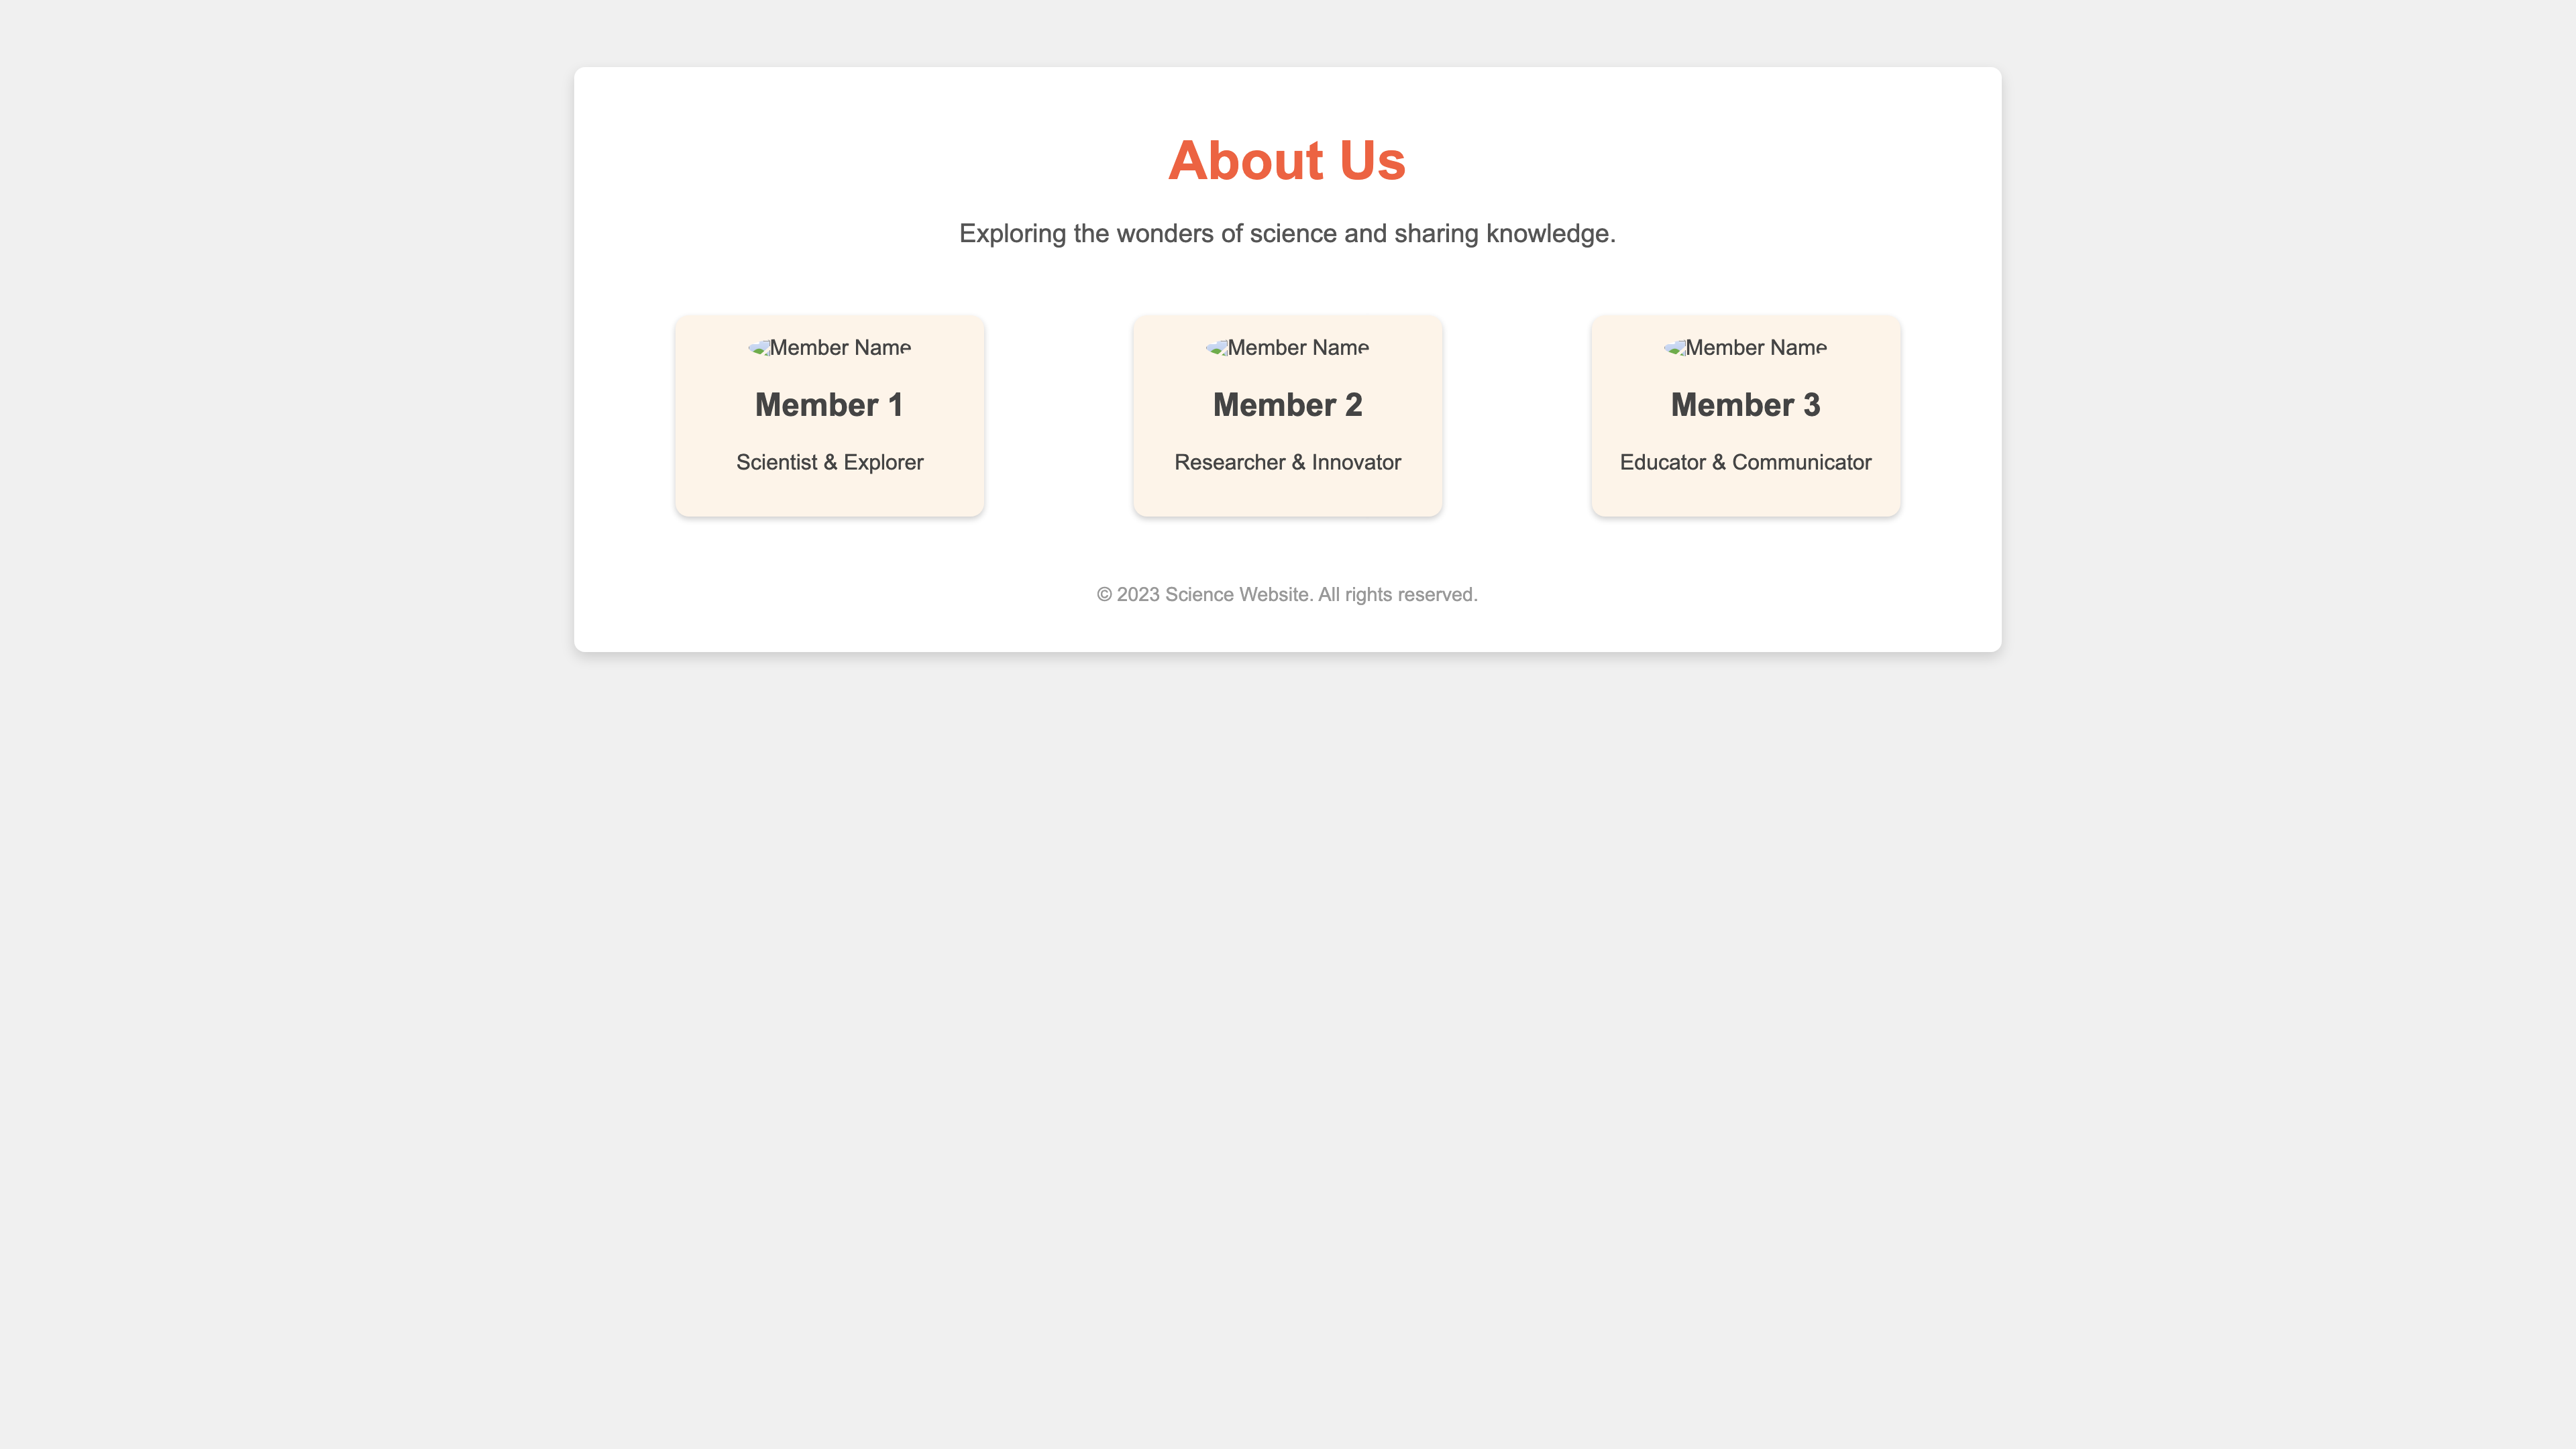 About Us
Exploring the wonders of science and sharing knowledge.
Member Name
Member Name
Member Name
Member 1
Member 2
Member 3
Scientist & Explorer
Researcher & Innovator
Educator & Communicator
© 2023 Science Website. All rights reserved.